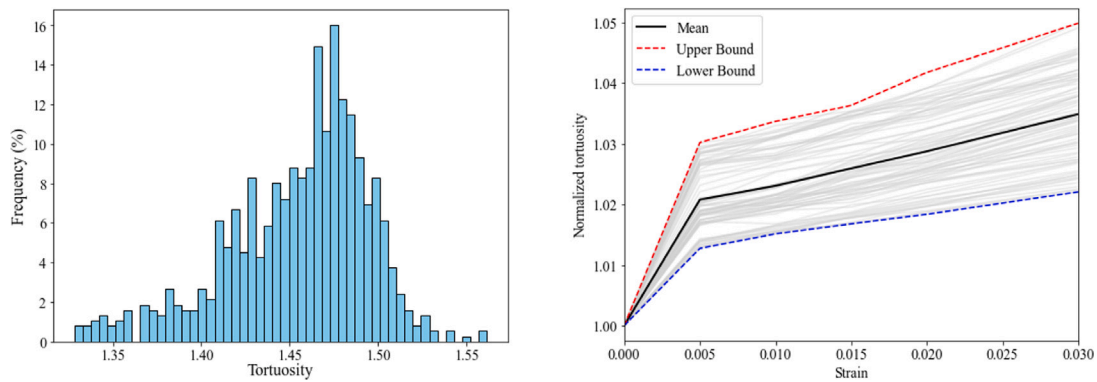 16
14
12
10
8
6
4
2
0
Frequency (%)
1.35 1.40 1.45 1.50 1.55
Tortuosity
1.05
1.04
1.03
1.02
1.01
1.00
Normalized tortuosity
Mean
Upper Bound
Lower Bound
0.000 0.005 0.010 0.015 0.020 0.025 0.030
Strain